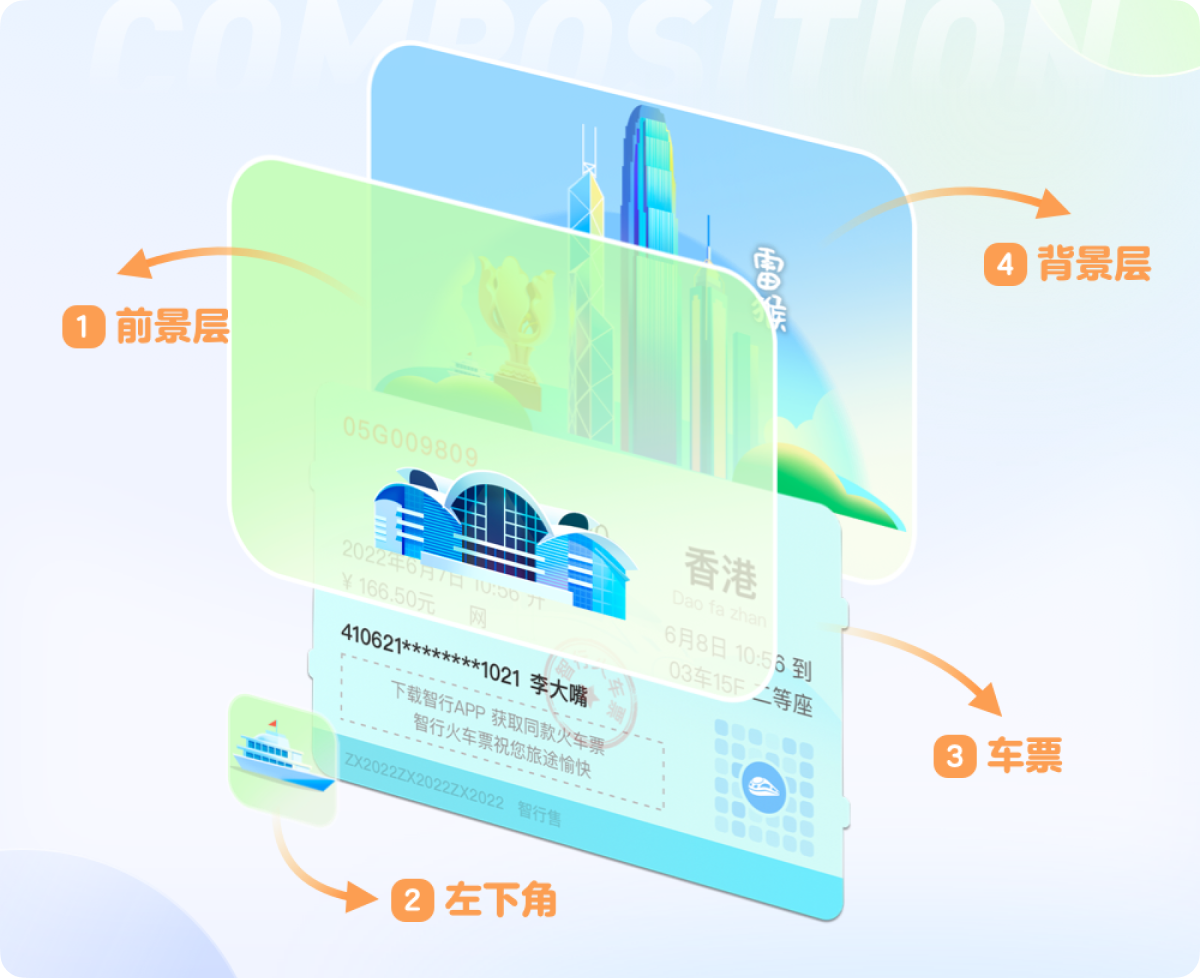 COMPOSITION
雷
猴
4 背景层
1 前景层
05G009809
香港
Dao fa zhan
2022年6月7日 10:56 开
6月8日 10:56 到
¥ 166.50元
网
03车15F 二等座
410621********1021 李大嘴
下载智行APP 获取同款火车票
智行火车票祝您旅途愉快
ZX2022ZX2022ZX2022 智行售
3 车票
2 左下角